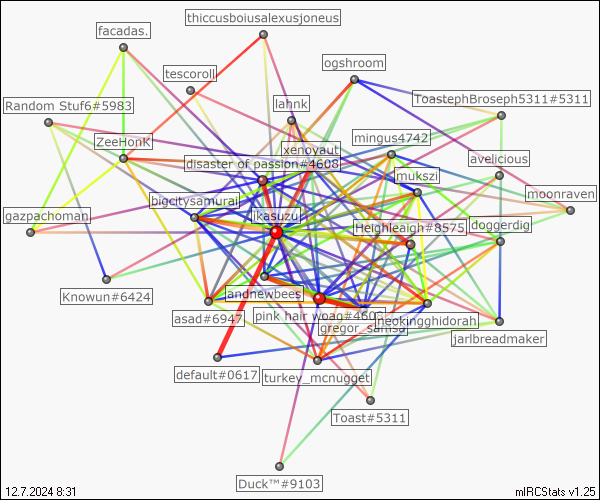 thiccusboiusalexusjoneus
facadas.
ogshroom
tescoroll
ToastephBroseph5311#5311
Random Stuf6#5983
lahnk
mingus4742
ZeeHonK
xenoyaut
avelicious
disaster of passion#4608
mukszi
moonraven
bigcitysamurai
gazpachoman
jkasuzu
Heighleaigh#8575
doggerdig
Knowun#6424
andnewbees
asad#6947
pink hair woag#4608
neokingghidorah
gregor_samsa
jarlbreadmaker
default#0617
turkey_mcnugget
Toast#5311
Duck™#9103
12.7.2024 8:31
mIRCStats v1.25